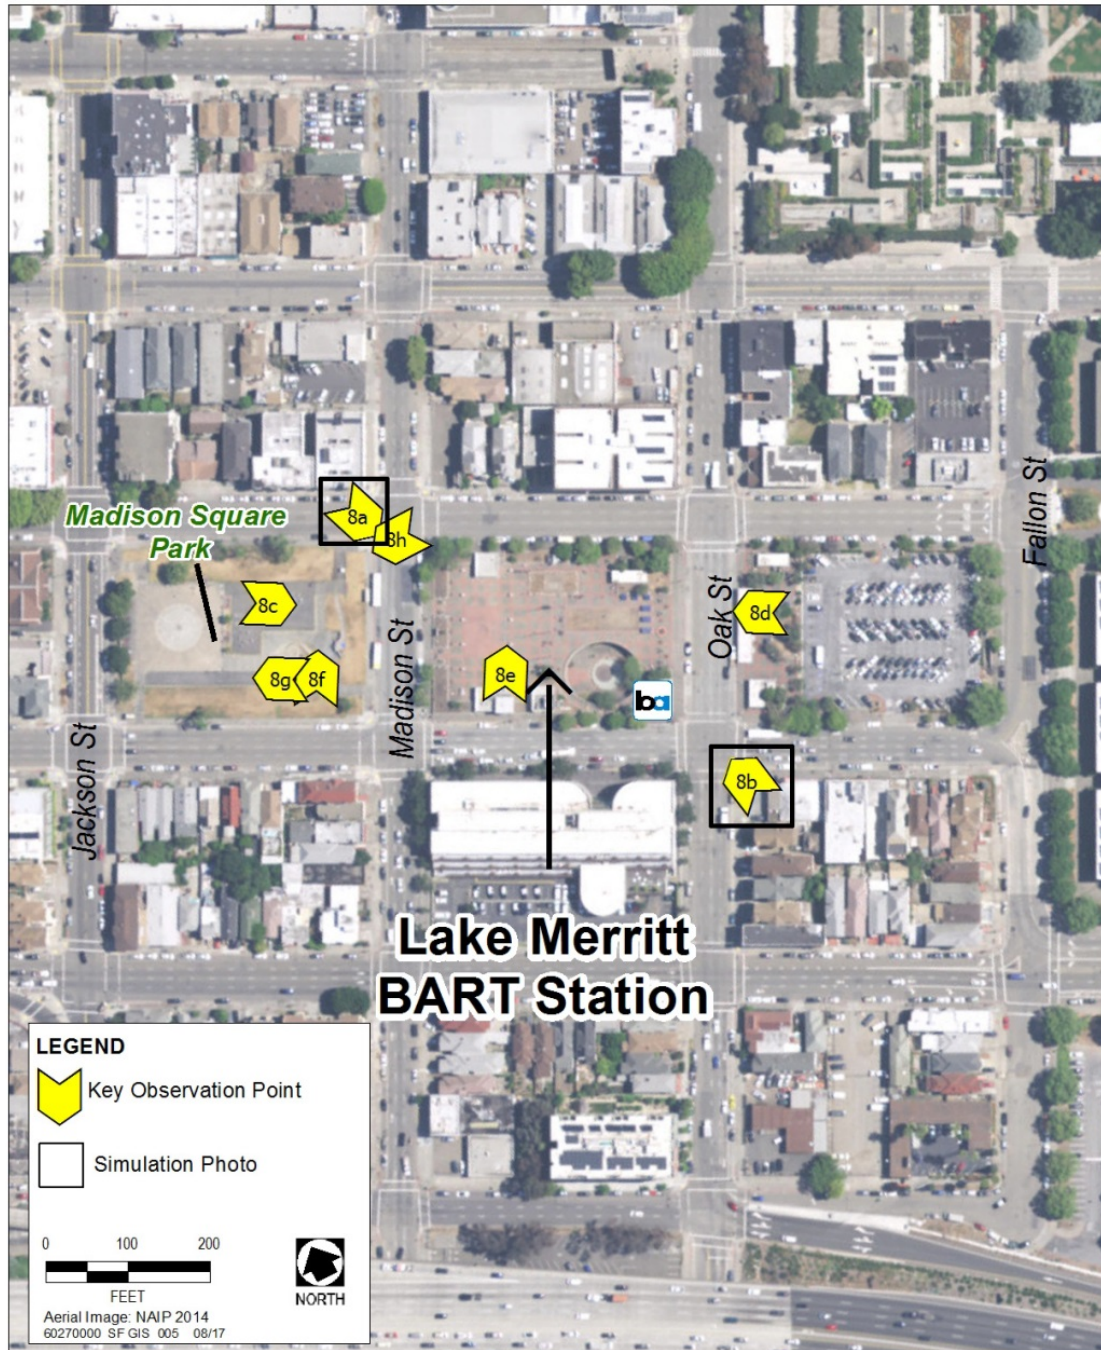 8a
Madison Square
Park
8h
Fallon St
8c
Oak St
8d
8g
8f
Madison St
8e
ba
Jackson St
8b
Lake Merritt
BART Station
LEGEND
Key Observation Point
Simulation Photo
0 100 200
FEET
NORTH
Aerial Image: NAIP 2014
60270000 SF GIS 005 08/17